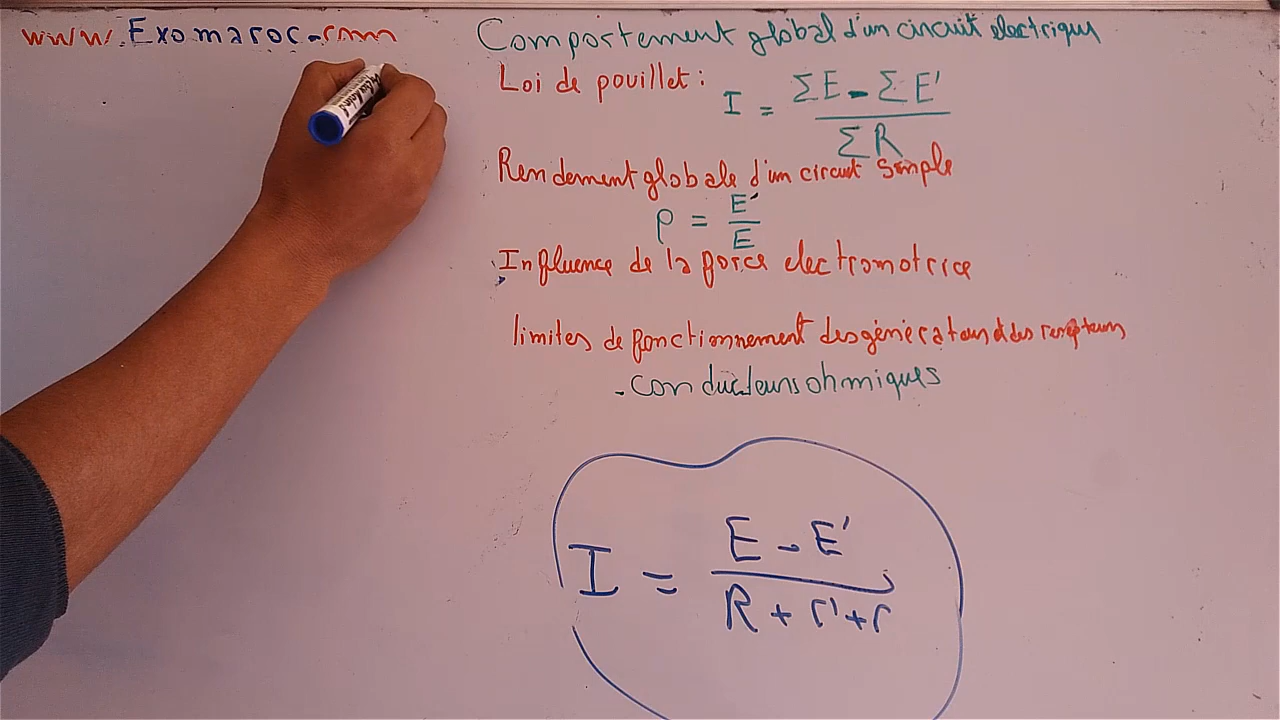 www.Exomaroc.com
Comportement global d'un circuit electrique
Loi de pouillet : I = ΣE - ΣE' / ΣR
Rendement globale d'un circuit simple
ρ = E' / E
Influence de la force electromotrice
limites de fonctionnement des générateurs et des recepteurs
- conducteurs ohmiques
I = E - E' / R + r' + r